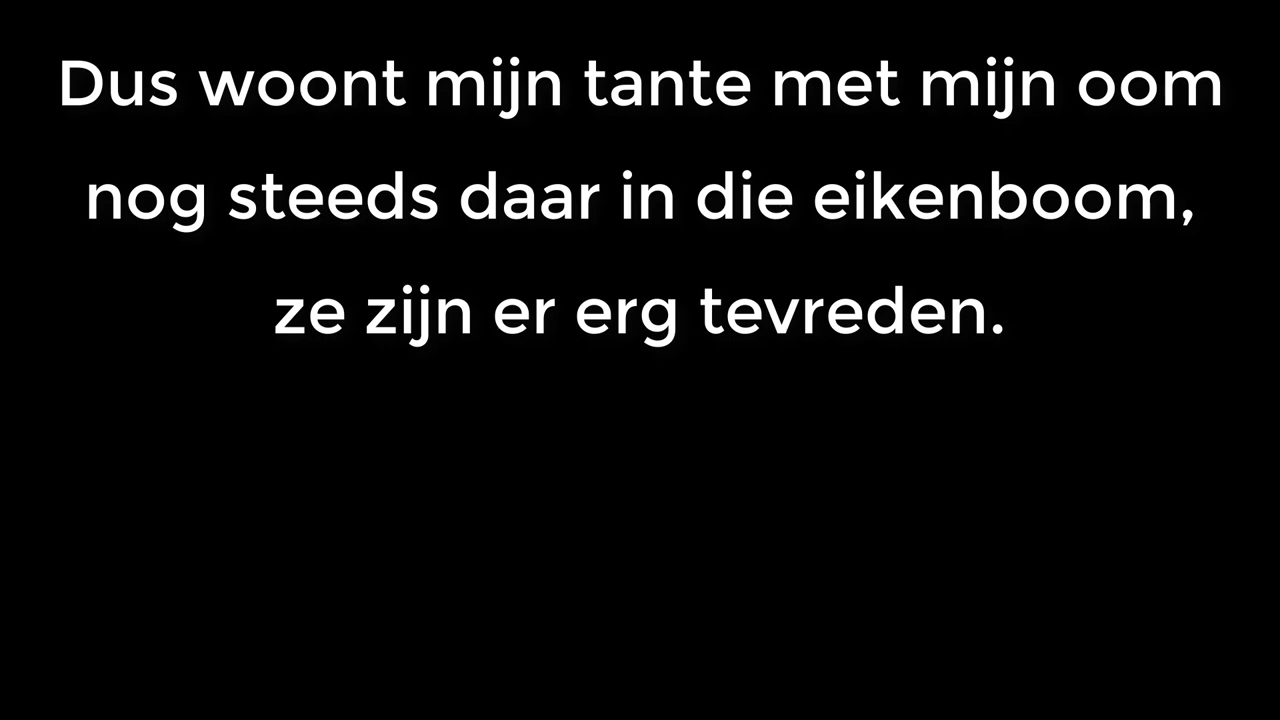 Dus woont mijn tante met mijn oom
nog steeds daar in die eikenboom,
ze zijn er erg tevreden.